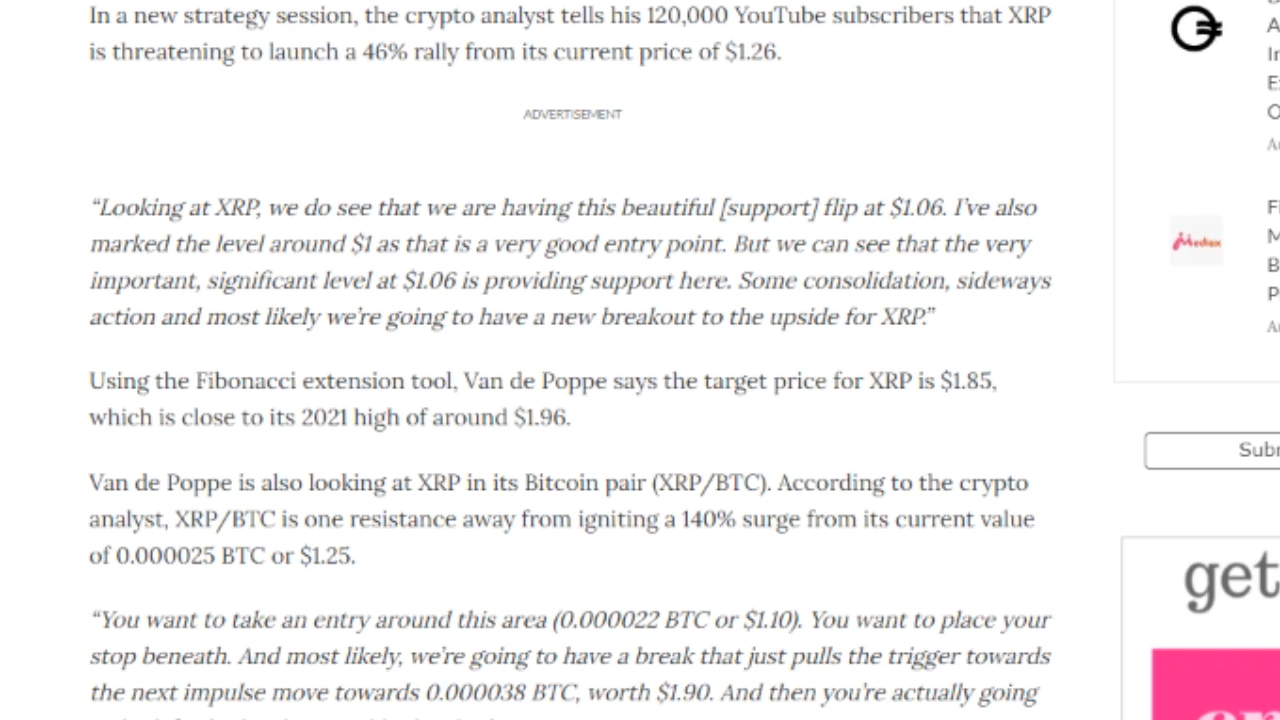 In a new strategy session, the crypto analyst tells his 120,000 YouTube subscribers that XRP
is threatening to launch a 46% rally from its current price of $1.26.
ADVERTISEMENT
“Looking at XRP, we do see that we are having this beautiful [support] flip at $1.06. I’ve also
marked the level around $1 as that is a very good entry point. But we can see that the very
important, significant level at $1.06 is providing support here. Some consolidation, sideways
action and most likely we’re going to have a new breakout to the upside for XRP.”
Using the Fibonacci extension tool, Van de Poppe says the target price for XRP is $1.85,
which is close to its 2021 high of around $1.96.
Van de Poppe is also looking at XRP in its Bitcoin pair (XRP/BTC). According to the crypto
analyst, XRP/BTC is one resistance away from igniting a 140% surge from its current value
of 0.000025 BTC or $1.25.
“You want to take an entry around this area (0.000022 BTC or $1.10). You want to place your
stop beneath. And most likely, we’re going to have a break that just pulls the trigger towards
the next impulse move towards 0.000038 BTC, worth $1.90. And then you’re actually going
Mediox
get